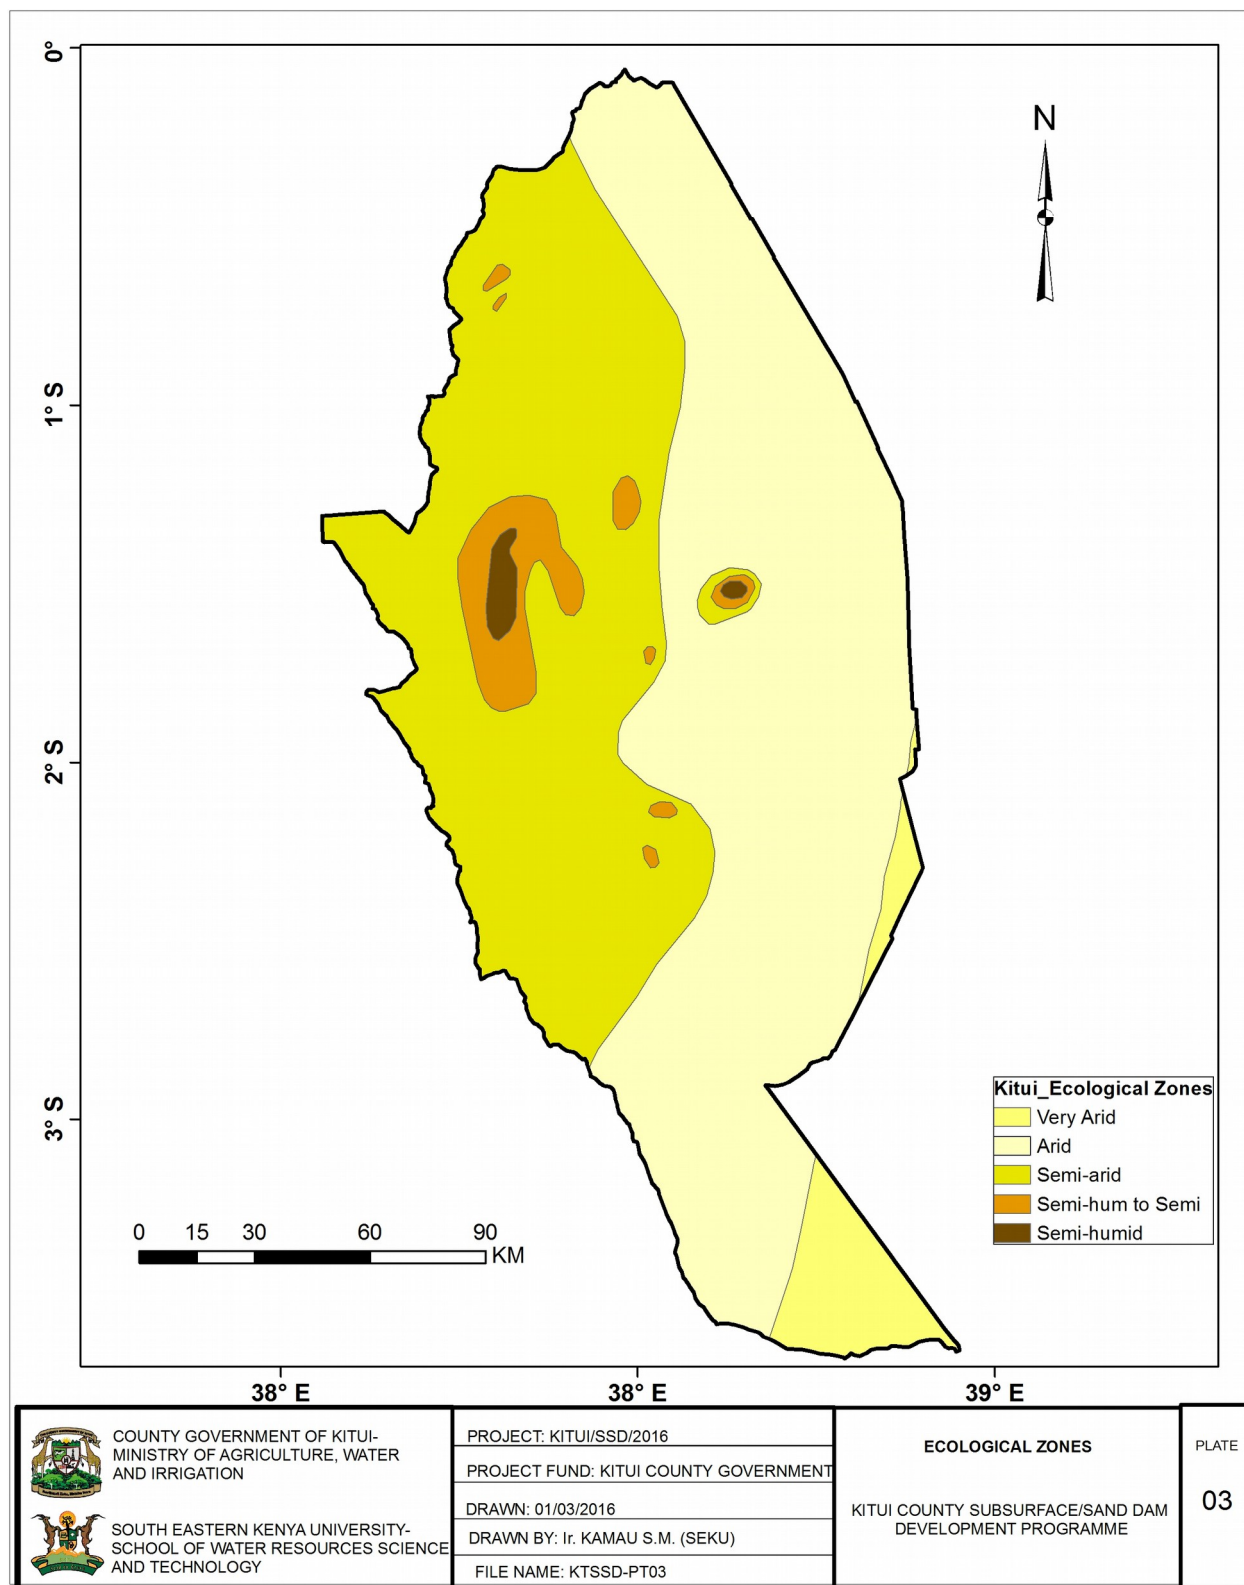 0°
N
1° S
2° S
3° S
Kitui_Ecological Zones
Very Arid
Arid
Semi-arid
Semi-hum to Semi
Semi-humid
0 15 30 60 90
KM
38° E 38° E 39° E
COUNTY GOVERNMENT OF KITUI-
MINISTRY OF AGRICULTURE, WATER
AND IRRIGATION
SOUTH EASTERN KENYA UNIVERSITY-
SCHOOL OF WATER RESOURCES SCIENCE
AND TECHNOLOGY
PROJECT: KITUI/SSD/2016
PROJECT FUND: KITUI COUNTY GOVERNMENT
DRAWN: 01/03/2016
DRAWN BY: Ir. KAMAU S.M. (SEKU)
FILE NAME: KTSSD-PT03
ECOLOGICAL ZONES
KITUI COUNTY SUBSURFACE/SAND DAM
DEVELOPMENT PROGRAMME
PLATE
03